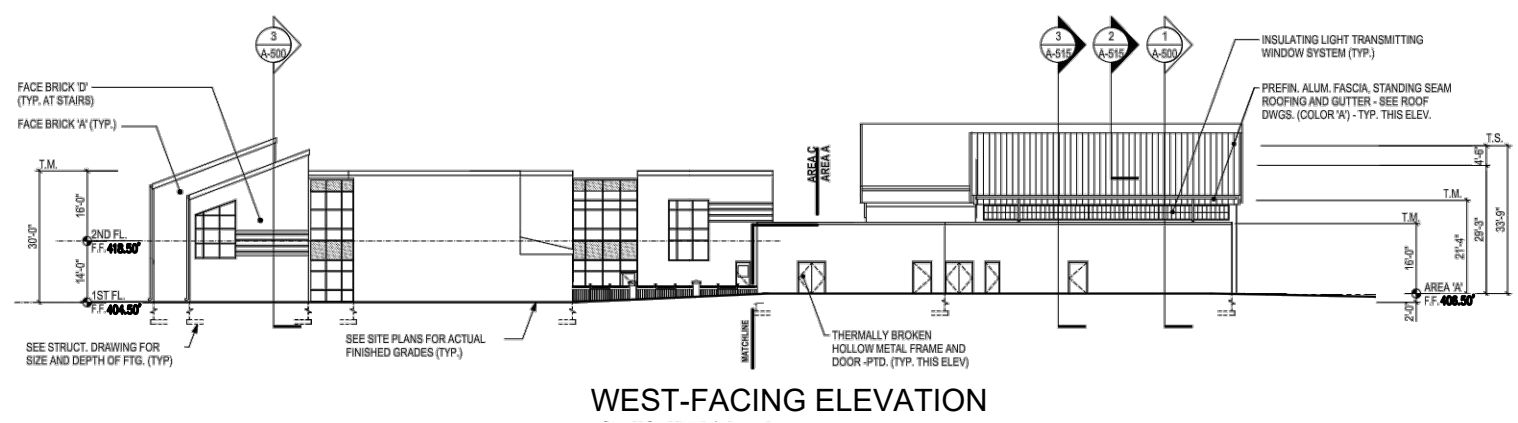 3
A-500
3
A-515
2
A-515
1
A-500
INSULATING LIGHT TRANSMITTING
WINDOW SYSTEM (TYP.)
FACE BRICK 'D'
(TYP. AT STAIRS)
PREFIN. ALUM. FASCIA, STANDING SEAM
ROOFING AND GUTTER - SEE ROOF
DWGS. (COLOR 'A') - TYP. THIS ELEV.
FACE BRICK 'A' (TYP.)
T.M.
AREA C
AREA A
T.S.
4'-6"
T.M.
T.M.
30'-0"
16'-0"
2ND FL.
F.F. 418.50'
14'-0"
1ST FL.
F.F. 404.50'
16'-0"
21'-4"
29'-3"
33'-9"
AREA 'A'
2'-0"
SEE STRUCT. DRAWING FOR
SIZE AND DEPTH OF FTG. (TYP)
SEE SITE PLANS FOR ACTUAL
FINISHED GRADES (TYP.)
MATCHLINE
THERMALLY BROKEN
HOLLOW METAL FRAME AND
DOOR -PTD. (TYP. THIS ELEV)
WEST-FACING ELEVATION